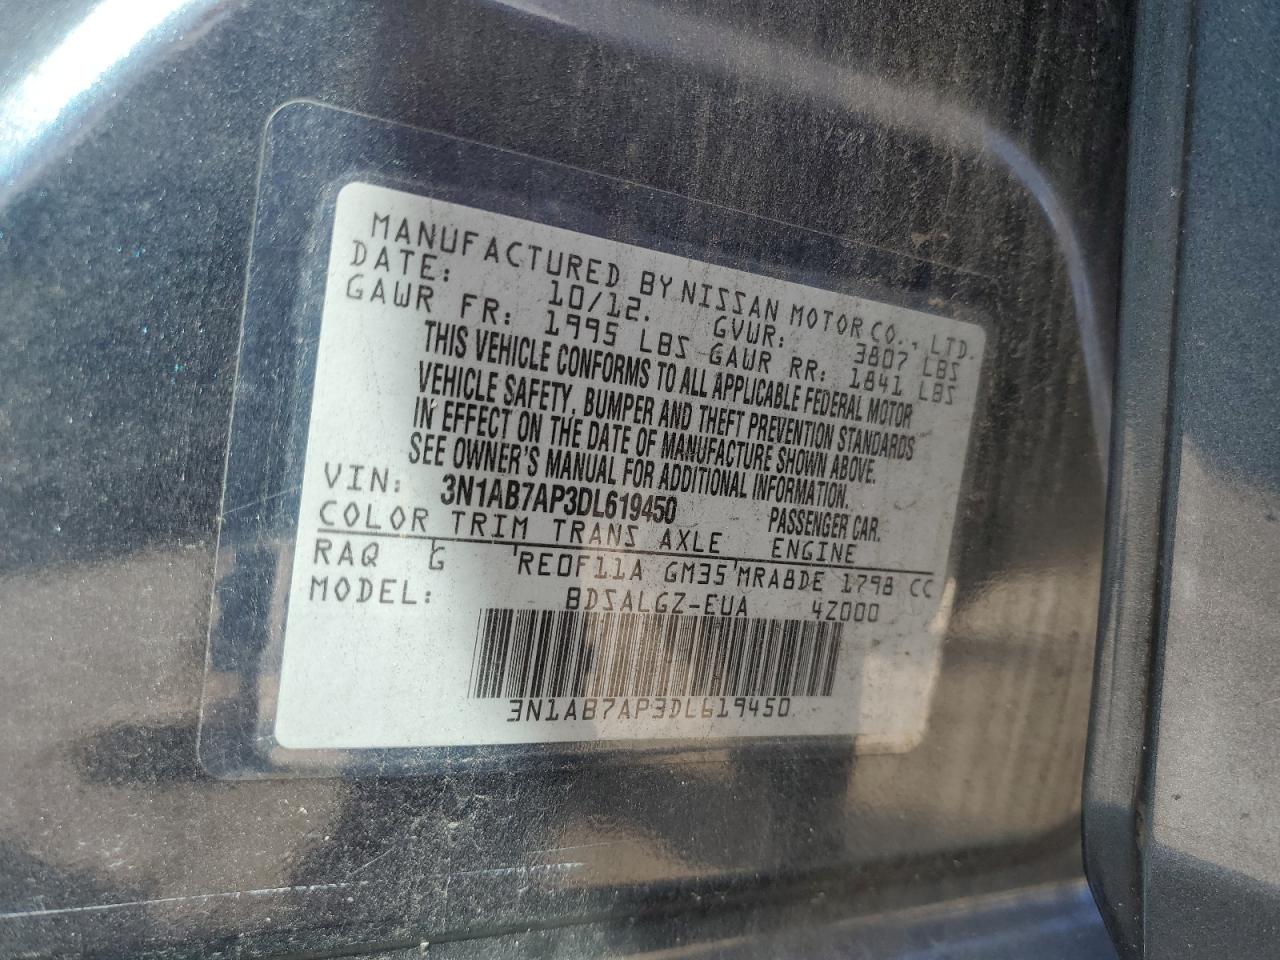 MANUFACTURED BY NISSAN MOTOR CO., LTD.
DATE: 10/12. GVWR: 3807 LBS
GAWR FR: 1995 LBS GAWR RR: 1841 LBS
THIS VEHICLE CONFORMS TO ALL APPLICABLE FEDERAL MOTOR
VEHICLE SAFETY, BUMPER AND THEFT PREVENTION STANDARDS
IN EFFECT ON THE DATE OF MANUFACTURE SHOWN ABOVE.
SEE OWNER'S MANUAL FOR ADDITIONAL INFORMATION.
VIN: 3N1AB7AP3DL619450 PASSENGER CAR.
COLOR TRIM TRANS AXLE ENGINE
RAQ G RE0F11A GM35 MRA8DE 1798 CC
MODEL: BDSALGZ-EUA 4Z000
3N1AB7AP3DL619450